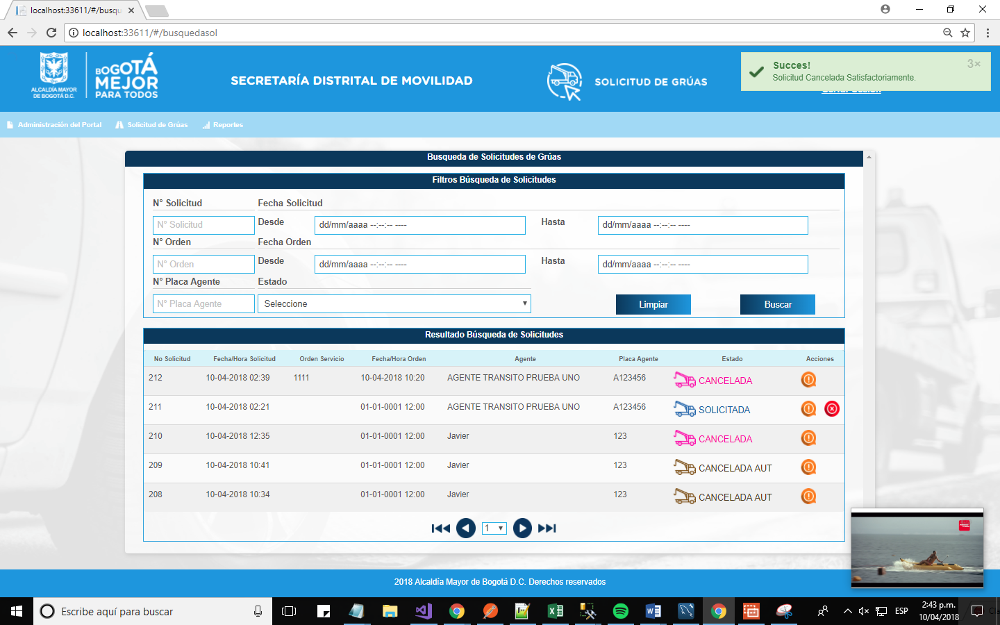 localhost:33611/#/busqu
localhost:33611/#/busquedasol
ALCALDÍA MAYOR
DE BOGOTÁ D.C.
BOGOTÁ
MEJOR
PARA TODOS
SECRETARÍA DISTRITAL DE MOVILIDAD
SOLICITUD DE GRÚAS
Succes!
3×
Solicitud Cancelada Satisfactoriamente.
Administración del Portal
Solicitud de Grúas
Reportes
Busqueda de Solicitudes de Grúas
Filtros Búsqueda de Solicitudes
N° Solicitud
Fecha Solicitud
N° Solicitud
Desde
dd/mm/aaaa --:--:-- ----
Hasta
dd/mm/aaaa --:--:-- ----
N° Orden
Fecha Orden
N° Orden
Desde
dd/mm/aaaa --:--:-- ----
Hasta
dd/mm/aaaa --:--:-- ----
N° Placa Agente
Estado
N° Placa Agente
Seleccione
Limpiar
Buscar
Resultado Búsqueda de Solicitudes
No Solicitud Fecha/Hora Solicitud Orden Servicio Fecha/Hora Orden Agente Placa Agente Estado Acciones
212 10-04-2018 02:39 1111 10-04-2018 10:20 AGENTE TRANSITO PRUEBA UNO A123456 CANCELADA
211 10-04-2018 02:21 01-01-0001 12:00 AGENTE TRANSITO PRUEBA UNO A123456 SOLICITADA
210 10-04-2018 12:35 01-01-0001 12:00 Javier 123 CANCELADA
209 10-04-2018 10:41 01-01-0001 12:00 Javier 123 CANCELADA AUT
208 10-04-2018 10:34 01-01-0001 12:00 Javier 123 CANCELADA AUT
1
2018 Alcaldía Mayor de Bogotá D.C. Derechos reservados
Escribe aquí para buscar
ESP
2:43 p.m.
10/04/2018